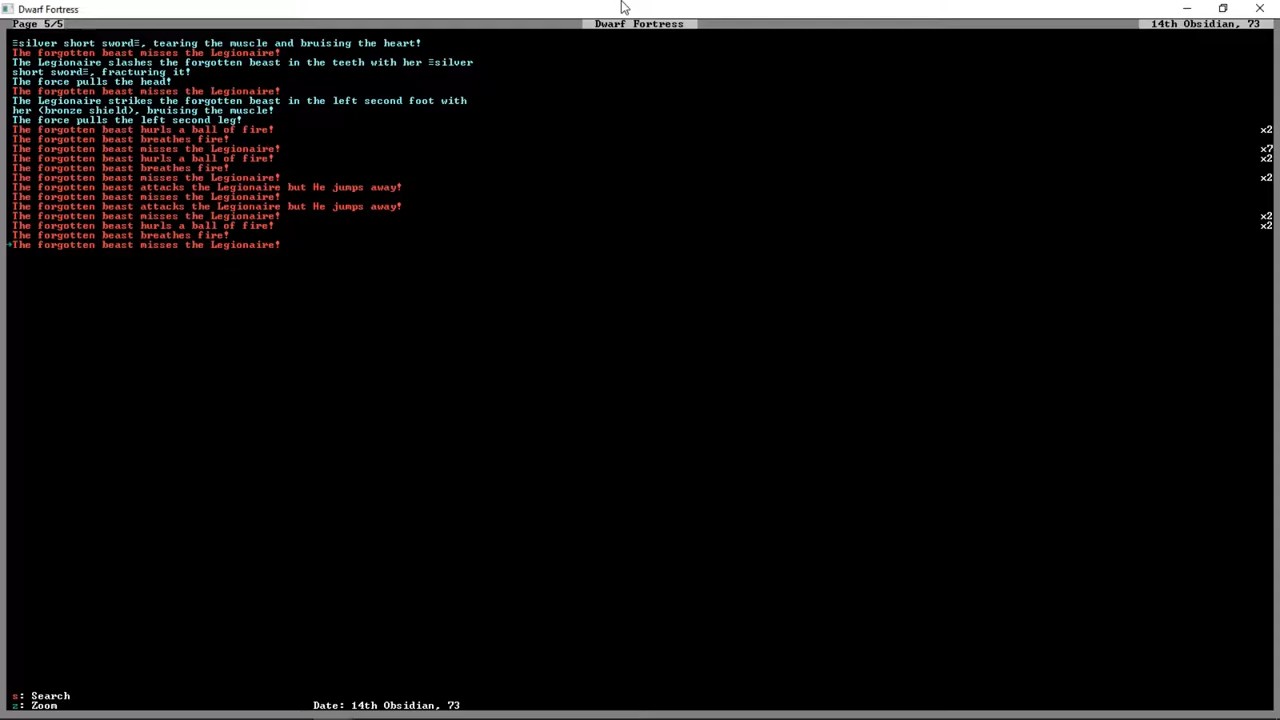 Dwarf Fortress
Page 5/5 Dwarf Fortress 14th Obsidian, 73
≡silver short sword≡, tearing the muscle and bruising the heart!
The forgotten beast misses the Legionaire!
The Legionaire slashes the forgotten beast in the teeth with her ≡silver
short sword≡, fracturing it!
The force pulls the head!
The forgotten beast misses the Legionaire!
The Legionaire strikes the forgotten beast in the left second foot with
her (bronze shield), bruising the muscle!
The force pulls the left second leg!
The forgotten beast hurls a ball of fire! x2
The forgotten beast breathes fire!
The forgotten beast misses the Legionaire! x7
The forgotten beast hurls a ball of fire! x2
The forgotten beast breathes fire!
The forgotten beast misses the Legionaire! x2
The forgotten beast attacks the Legionaire but He jumps away!
The forgotten beast misses the Legionaire!
The forgotten beast attacks the Legionaire but He jumps away!
The forgotten beast misses the Legionaire! x2
The forgotten beast hurls a ball of fire! x2
The forgotten beast breathes fire!
The forgotten beast misses the Legionaire!
s: Search
z: Zoom Date: 14th Obsidian, 73